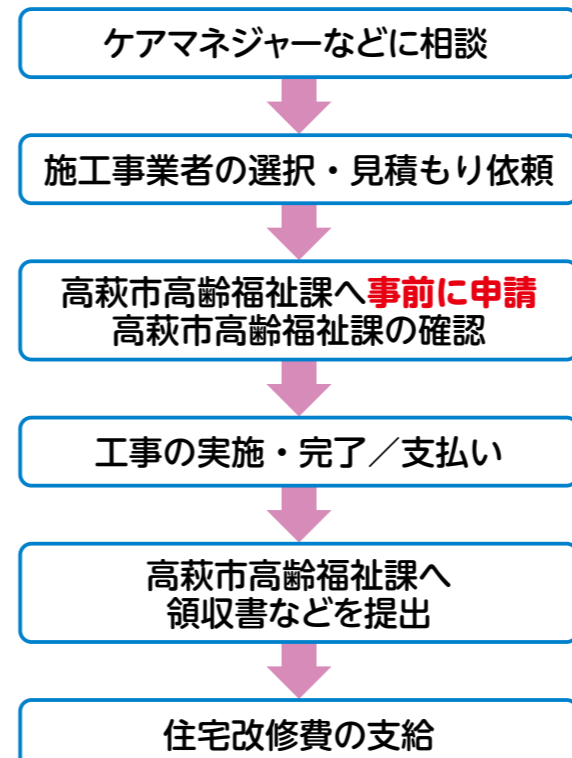 ケアマネジャーなどに相談
施工事業者の選択・見積もり依頼
高萩市高齢福祉課へ事前に申請
高萩市高齢福祉課の確認
工事の実施・完了／支払い
高萩市高齢福祉課へ
領収書などを提出
住宅改修費の支給